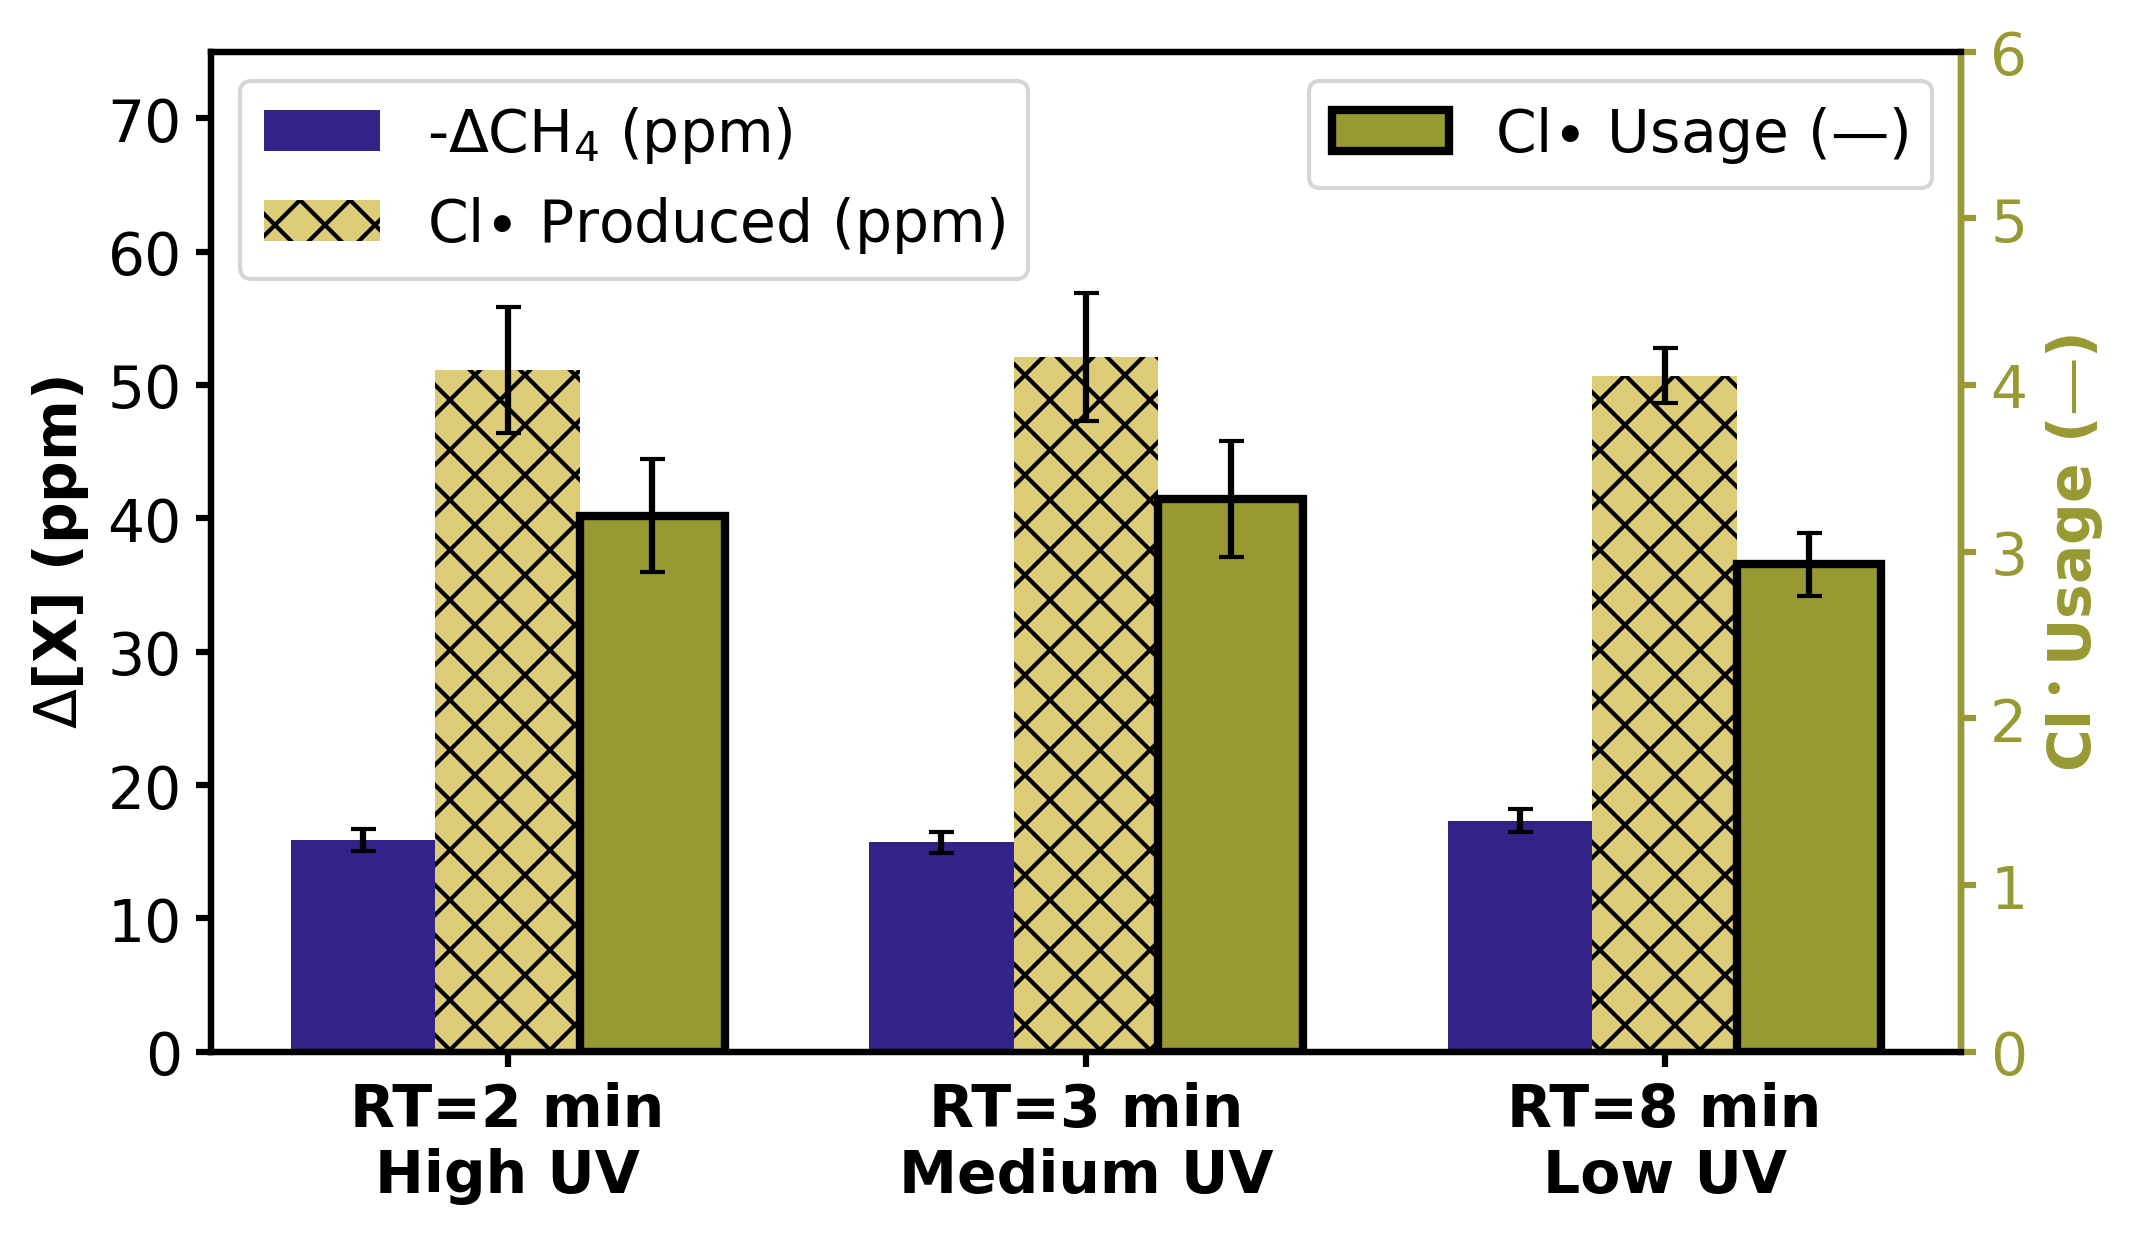 -ΔCH₄ (ppm)
Cl• Produced (ppm)
Cl• Usage (—)
Δ[X] (ppm)
70
60
50
40
30
20
10
0
6
5
4
3
2
1
0
Cl• Usage (—)
RT=2 min
High UV
RT=3 min
Medium UV
RT=8 min
Low UV